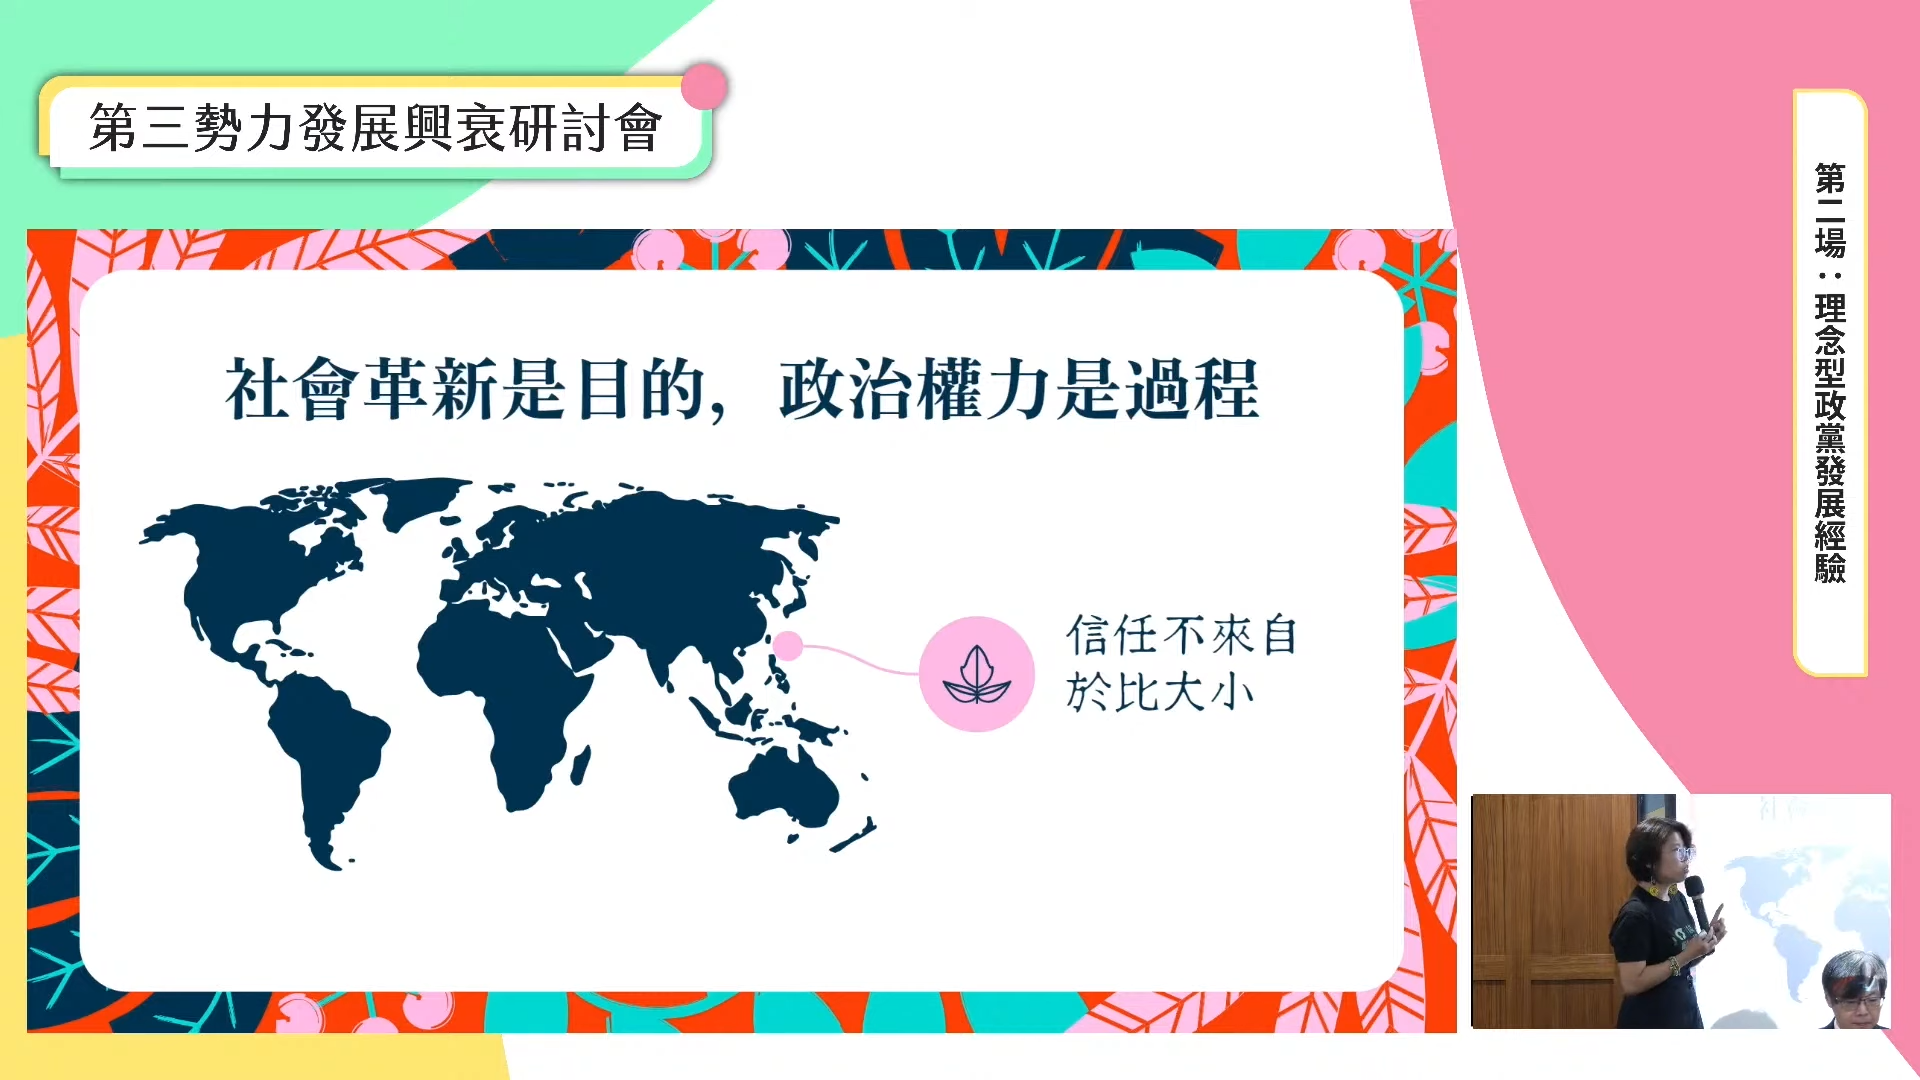 第三勢力發展興衰研討會
社會革新是目的，政治權力是過程
信任不來自
於比大小
第二場：理念型政黨發展經驗